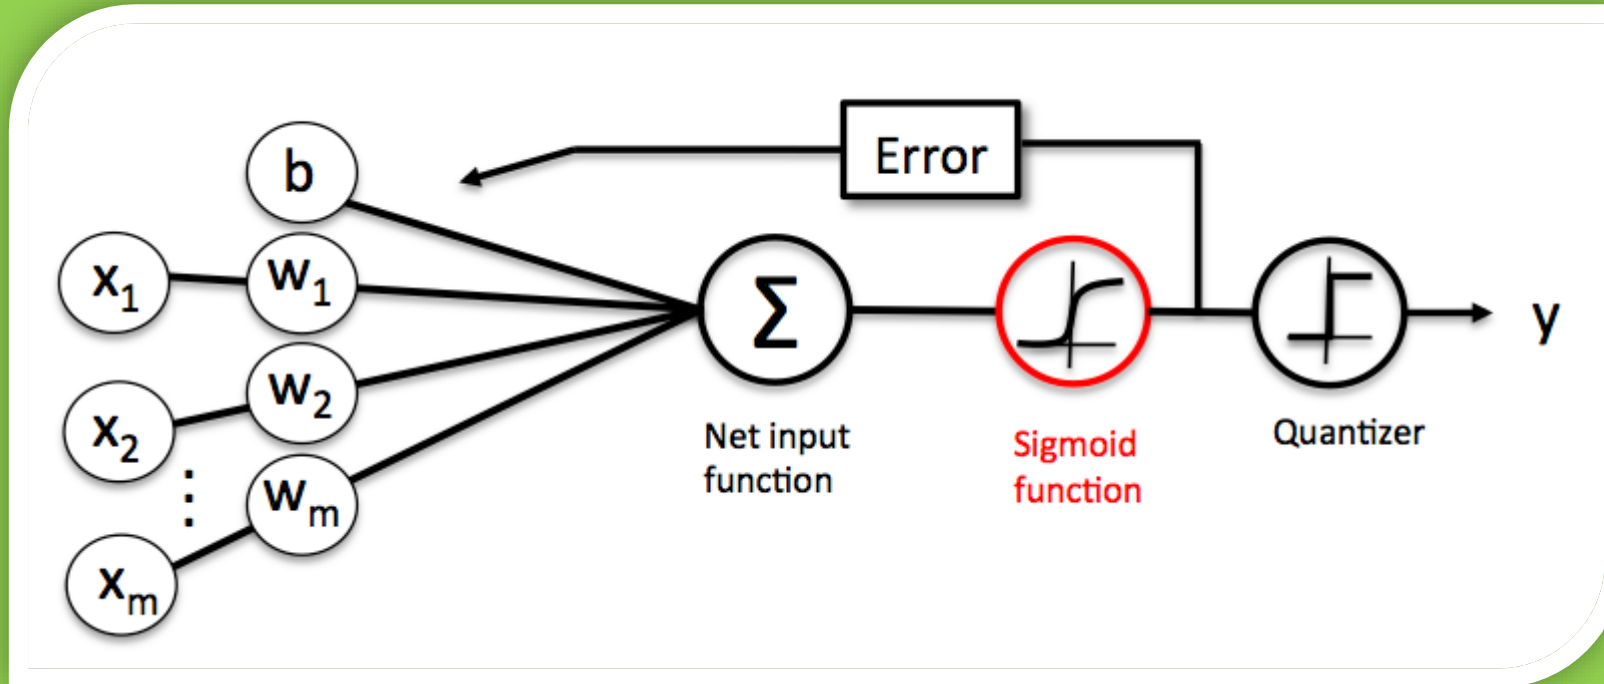 Error
b
x1
w1
x2
w2
⋮
wm
xm
Σ
y
Net input
function
Sigmoid
function
Quantizer